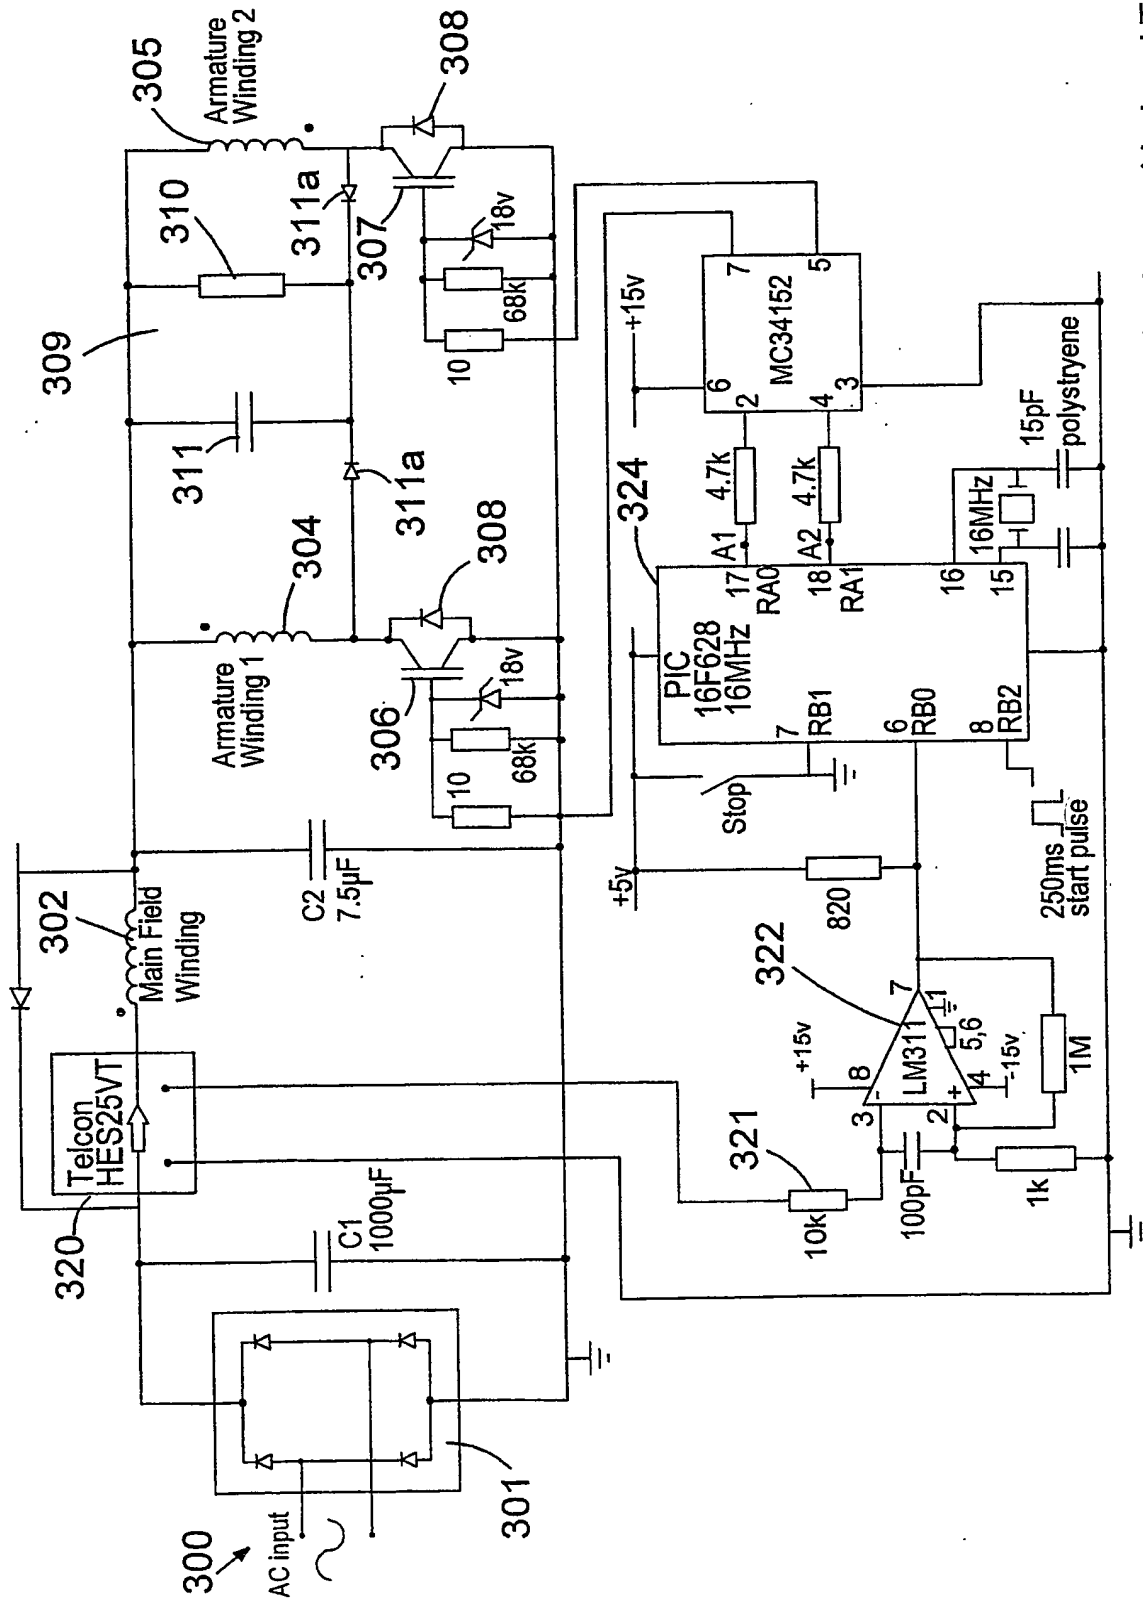 300
AC input
301
320
Telcon
HES25VT
C1
1000µF
302
Main Field
Winding
C2
7.5µF
Armature
Winding 1
304
306
308
10
68k
18v
311
309
311a
310
311a
305
Armature
Winding 2
307
308
10
68k
18v
321
10k
100pF
1k
322
+15v
8
3
-
LM311
7
1
2
+
4
5,6
-15v
1M
+5v
820
Stop
250ms
start pulse
324
PIC
16F628
16MHz
7
RB1
6
RB0
8
RB2
17
RA0
18
RA1
16
15
A1
A2
4.7k
4.7k
16MHz
15pF
polystryene
+15v
6
2
4
MC34152
3
7
5